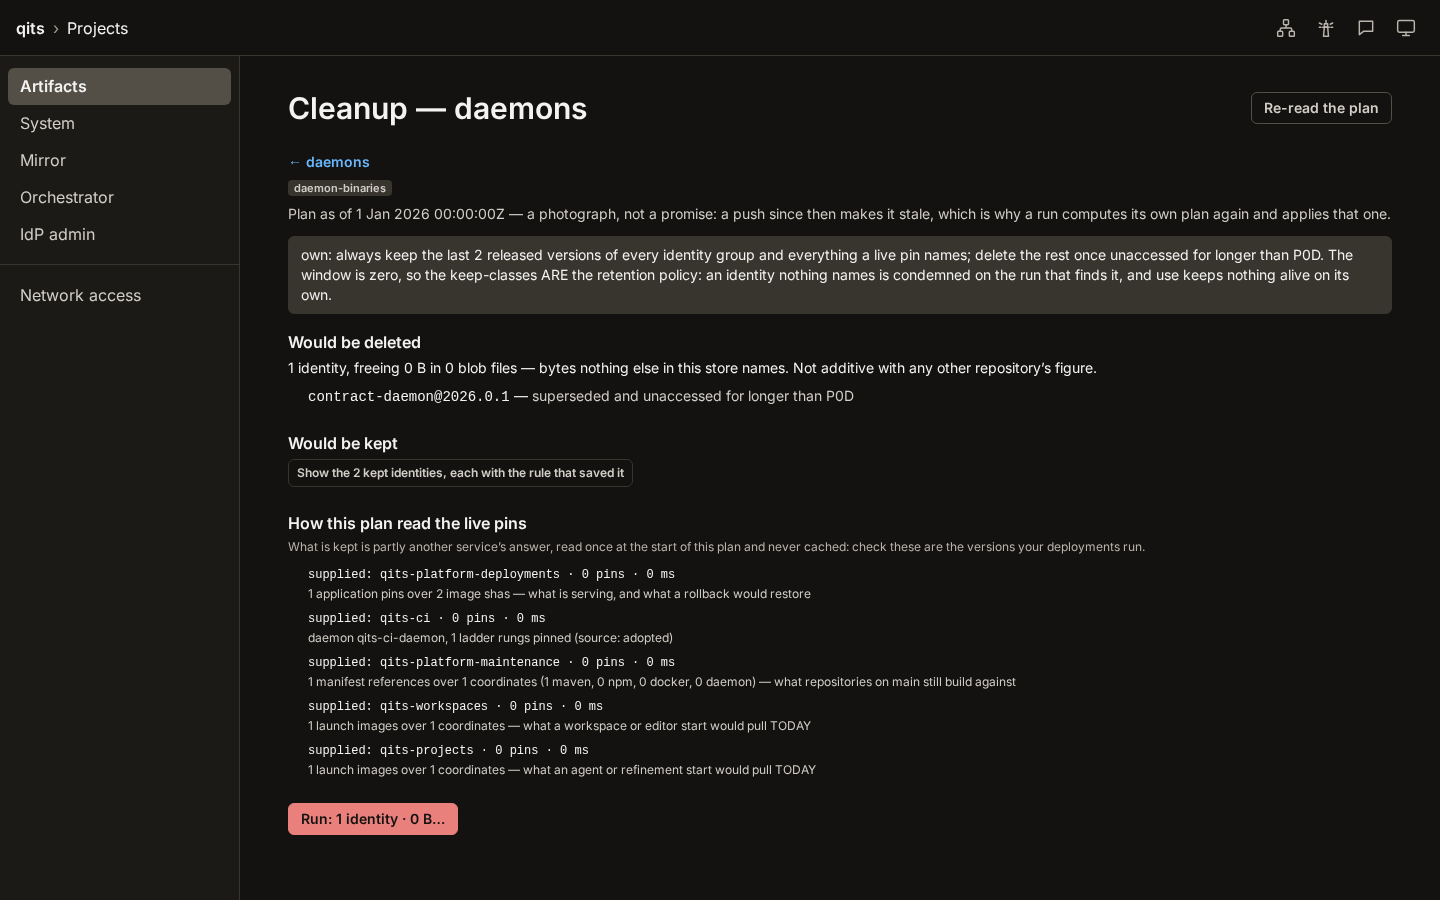 qits › Projects
Artifacts
System
Mirror
Orchestrator
IdP admin
Network access
Cleanup — daemons
Re-read the plan
← daemons
daemon-binaries
Plan as of 1 Jan 2026 00:00:00Z — a photograph, not a promise: a push since then makes it stale, which is why a run computes its own plan again and applies that one.
own: always keep the last 2 released versions of every identity group and everything a live pin names; delete the rest once unaccessed for longer than P0D. The
window is zero, so the keep-classes ARE the retention policy: an identity nothing names is condemned on the run that finds it, and use keeps nothing alive on its
own.
Would be deleted
1 identity, freeing 0 B in 0 blob files — bytes nothing else in this store names. Not additive with any other repository’s figure.
contract-daemon@2026.0.1 — superseded and unaccessed for longer than P0D
Would be kept
Show the 2 kept identities, each with the rule that saved it
How this plan read the live pins
What is kept is partly another service’s answer, read once at the start of this plan and never cached: check these are the versions your deployments run.
supplied: qits-platform-deployments · 0 pins · 0 ms
1 application pins over 2 image shas — what is serving, and what a rollback would restore
supplied: qits-ci · 0 pins · 0 ms
daemon qits-ci-daemon, 1 ladder rungs pinned (source: adopted)
supplied: qits-platform-maintenance · 0 pins · 0 ms
1 manifest references over 1 coordinates (1 maven, 0 npm, 0 docker, 0 daemon) — what repositories on main still build against
supplied: qits-workspaces · 0 pins · 0 ms
1 launch images over 1 coordinates — what a workspace or editor start would pull TODAY
supplied: qits-projects · 0 pins · 0 ms
1 launch images over 1 coordinates — what an agent or refinement start would pull TODAY
Run: 1 identity · 0 B…